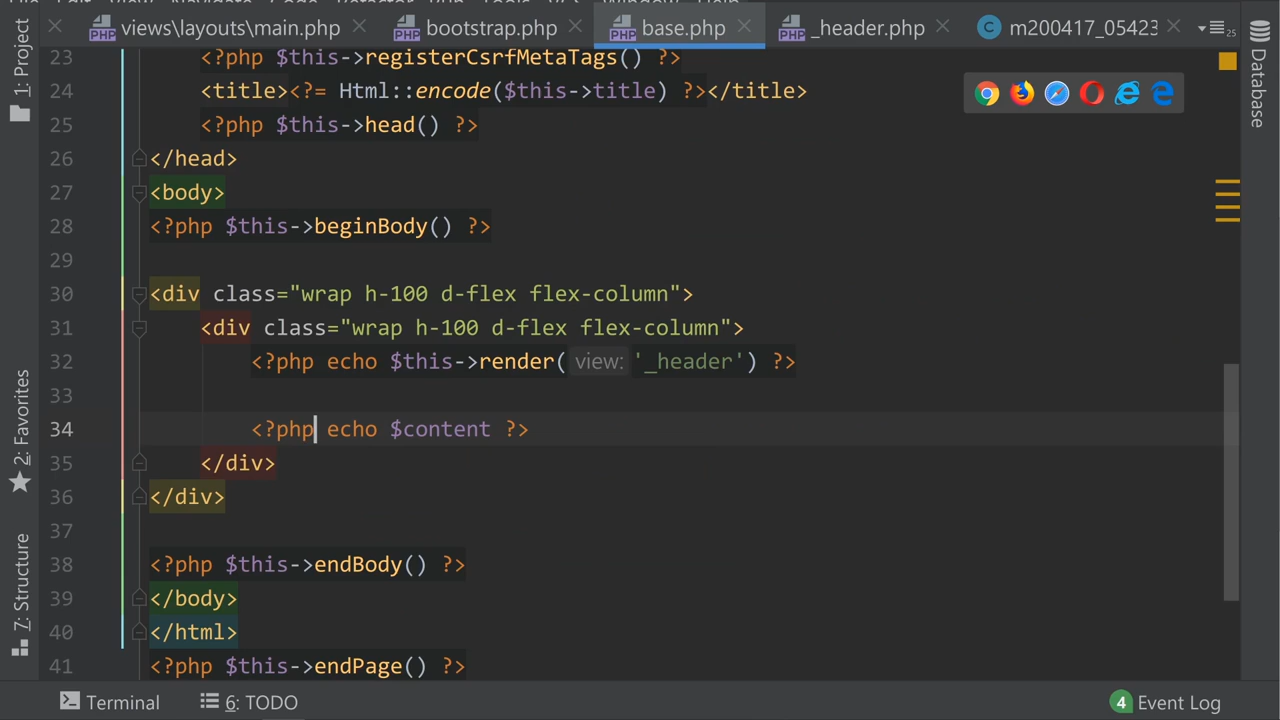 views\layouts\main.php
bootstrap.php
base.php
_header.php
m200417_05423
25
1: Project
2: Favorites
7: Structure
Database
23 <?php $this->registerCsrfMetaTags() ?>
24 <title><?= Html::encode($this->title) ?></title>
25 <?php $this->head() ?>
26 </head>
27 <body>
28 <?php $this->beginBody() ?>
29
30 <div class="wrap h-100 d-flex flex-column">
31 <div class="wrap h-100 d-flex flex-column">
32 <?php echo $this->render( view: '_header') ?>
33
34 <?php echo $content ?>
35 </div>
36 </div>
37
38 <?php $this->endBody() ?>
39 </body>
40 </html>
41 <?php $this->endPage() ?>
Terminal
6: TODO
4 Event Log